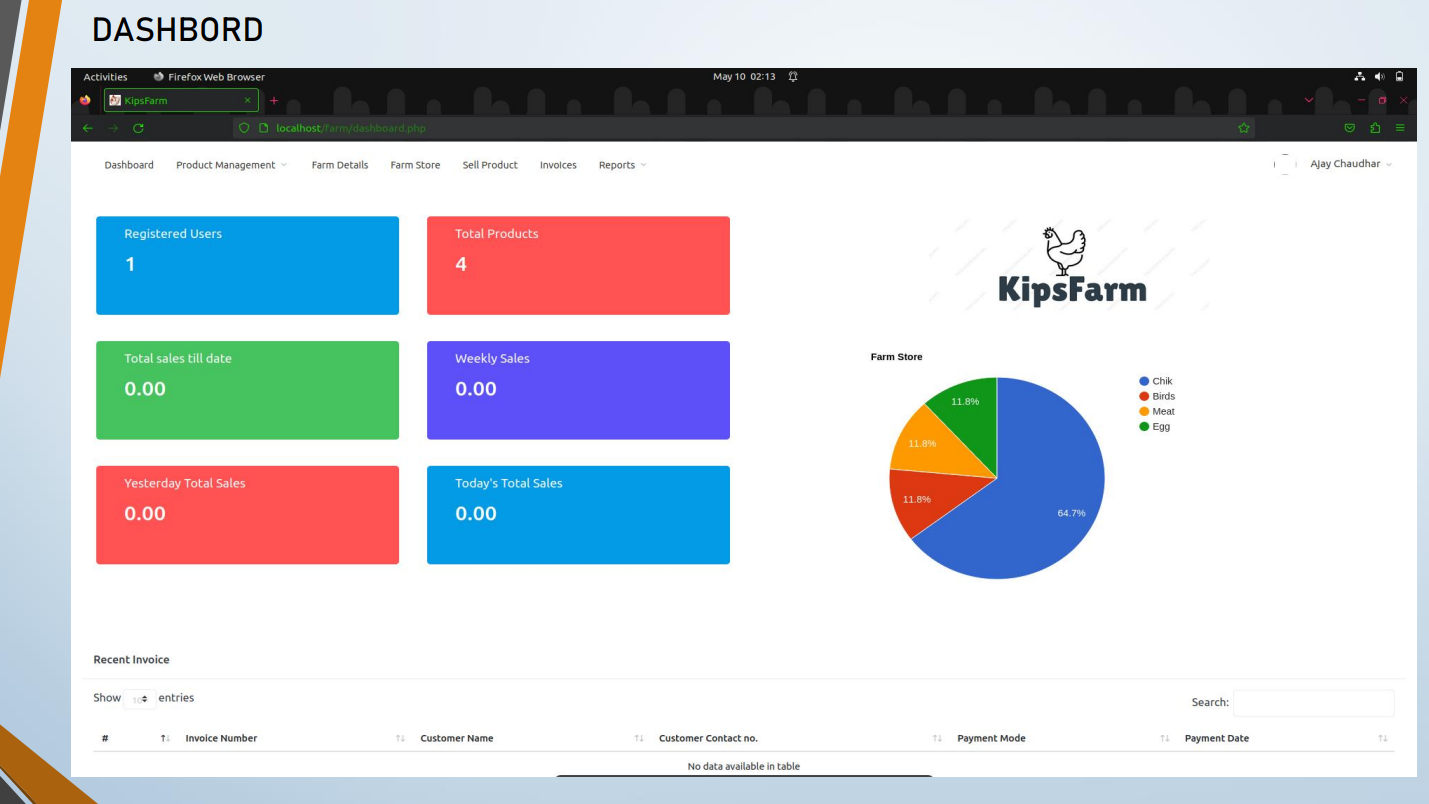 DASHBORD
Activities Firefox Web Browser May 10 02:13
KipsFarm
localhost/farm/dashboard.php
Dashboard Product Management Farm Details Farm Store Sell Product Invoices Reports Ajay Chaudhar
Registered Users
1
Total Products
4
KipsFarm
Total sales till date
0.00
Weekly Sales
0.00
Yesterday Total Sales
0.00
Today's Total Sales
0.00
Farm Store
Chik
Birds
Meat
Egg
11.8%
11.8%
11.8%
64.7%
Recent Invoice
Show 10 entries
Search:
# Invoice Number Customer Name Customer Contact no. Payment Mode Payment Date
No data available in table